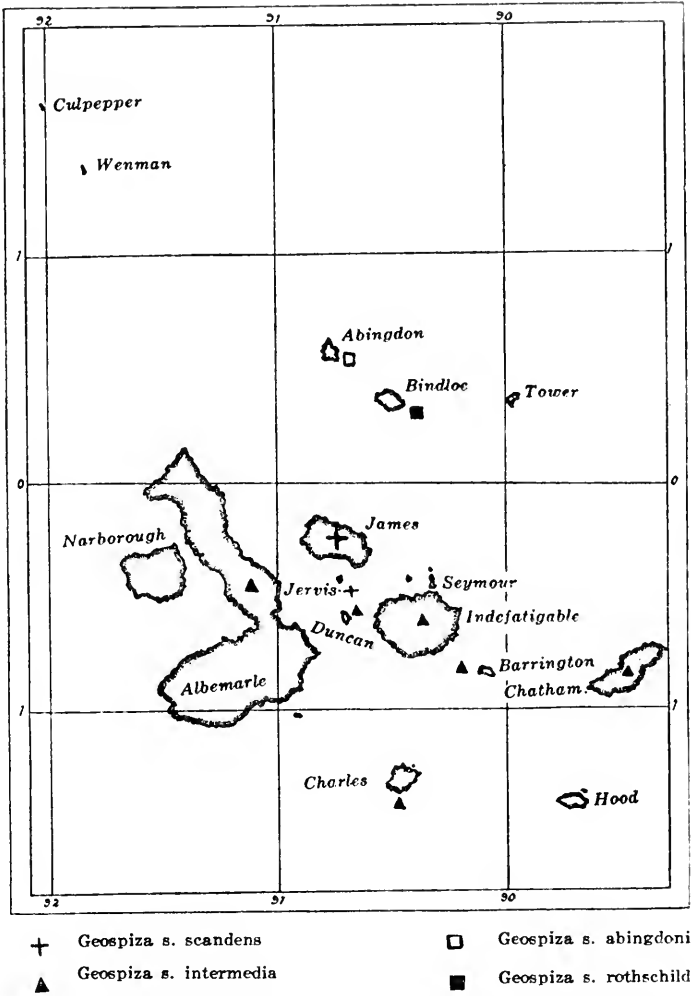 92 91 90
Culpepper
Wenman
1 1
Abingdon
Bindloe
Tower
0 0
James
Narborough
Jervis
Seymour
Indefatigable
Duncan
Barrington
Albemarle
Chatham.
1 1
Charles
Hood
92 91 90
Geospiza s. scandens
Geospiza s. abingdoni
Geospiza s. intermedia
Geospiza s. rothschild